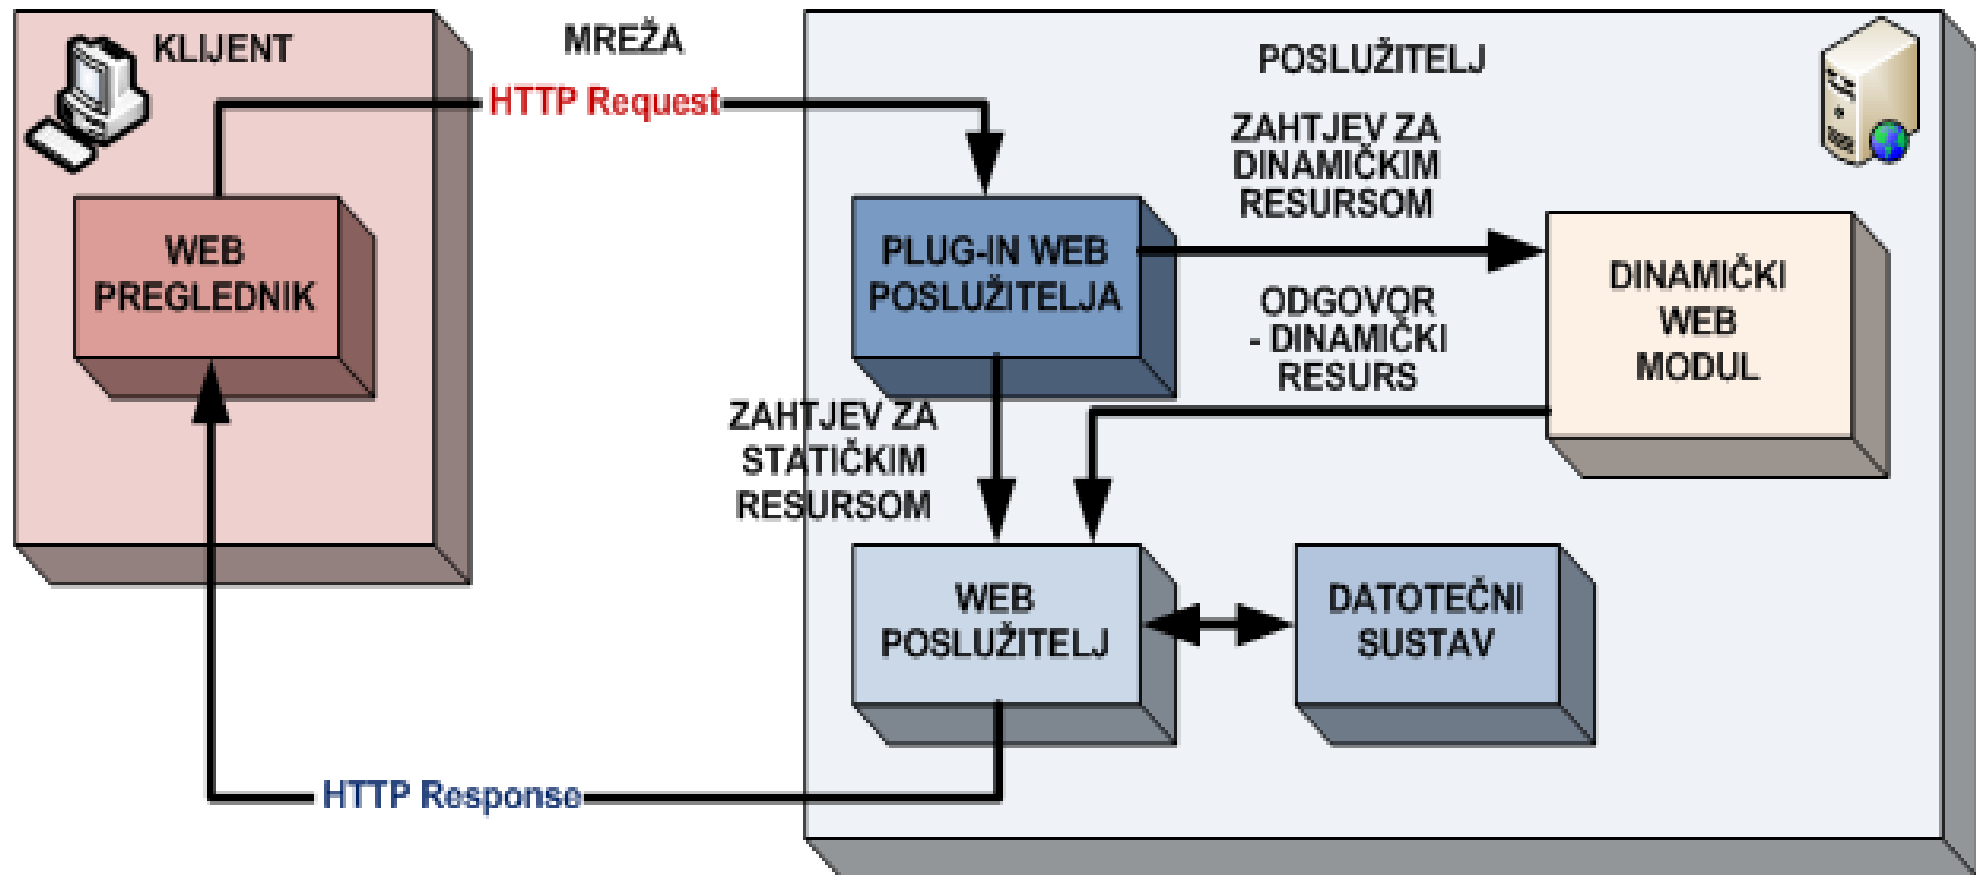 KLIJENT
MREŽA
HTTP Request
POSLUŽITELJ
ZAHTJEV ZA
DINAMIČKIM
RESURSOM
WEB
PREGLEDNIK
PLUG-IN WEB
POSLUŽITELJA
DINAMIČKI
WEB
MODUL
ODGOVOR
- DINAMIČKI
RESURS
ZAHTJEV ZA
STATIČKIM
RESURSOM
WEB
POSLUŽITELJ
DATOTEČNI
SUSTAV
HTTP Response